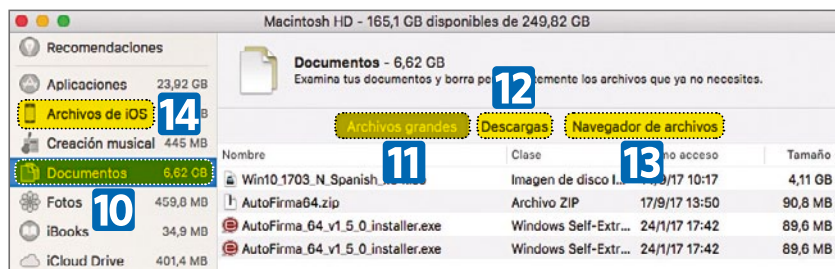 Macintosh HD - 165,1 GB disponibles de 249,82 GB
Recomendaciones
Aplicaciones 23,92 GB
Archivos de iOS B
14
Creación musical 445 MB
Documentos 6,62 GB
10
Fotos 459,8 MB
iBooks 34,9 MB
iCloud Drive 401,4 MB
Documentos - 6,62 GB
Examina tus documentos y borra los archivos que ya no necesites.
12
Archivos grandes Descargas Navegador de archivos
11
13
Nombre Clase acceso Tamaño
Win10_1703_N_Spanish Imagen de disco I... 10:17 4,11 GB
AutoFirma64.zip Archivo ZIP 17/9/17 13:50 90,8 MB
AutoFirma_64_v1_5_0_installer.exe Windows Self-Extr... 24/1/17 17:42 89,6 MB
AutoFirma_64_v1_5_0_installer.exe Windows Self-Extr... 24/1/17 17:42 89,6 MB